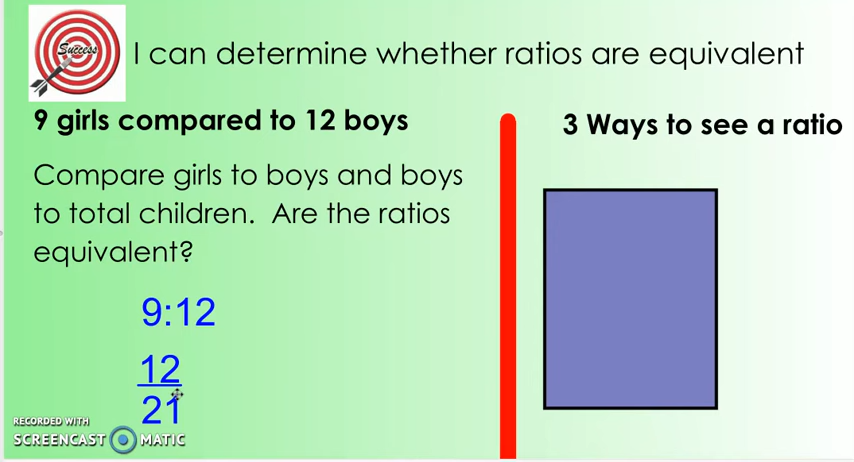 Success
I can determine whether ratios are equivalent
9 girls compared to 12 boys
Compare girls to boys and boys
to total children.  Are the ratios
equivalent?
9:12
12
21
3 Ways to see a ratio
RECORDED WITH
SCREENCAST MATIC